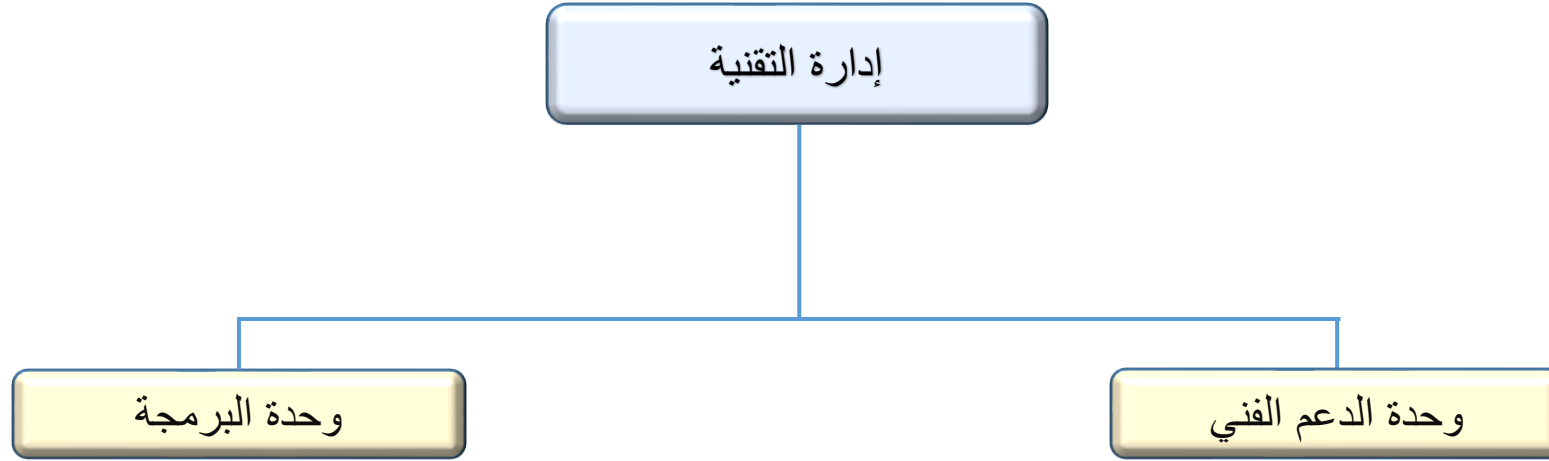 إدارة التقنية
وحدة الدعم الفني
وحدة البرمجة